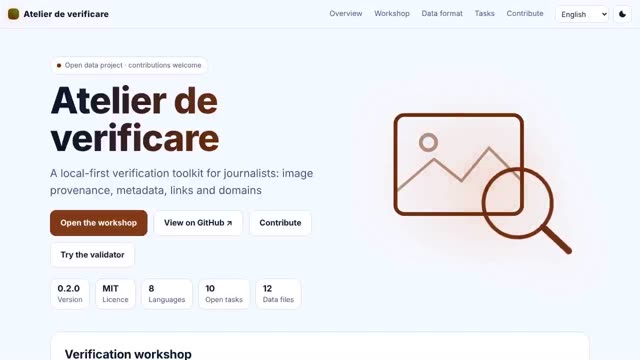 Atelier de verificare
Overview
Workshop
Data format
Tasks
Contribute
English
Open data project · contributions welcome
Atelier de
verificare
A local-first verification toolkit for journalists: image
provenance, metadata, links and domains
Open the workshop
View on GitHub ↗
Contribute
Try the validator
0.2.0
Version
MIT
Licence
8
Languages
10
Open tasks
12
Data files
Verification workshop